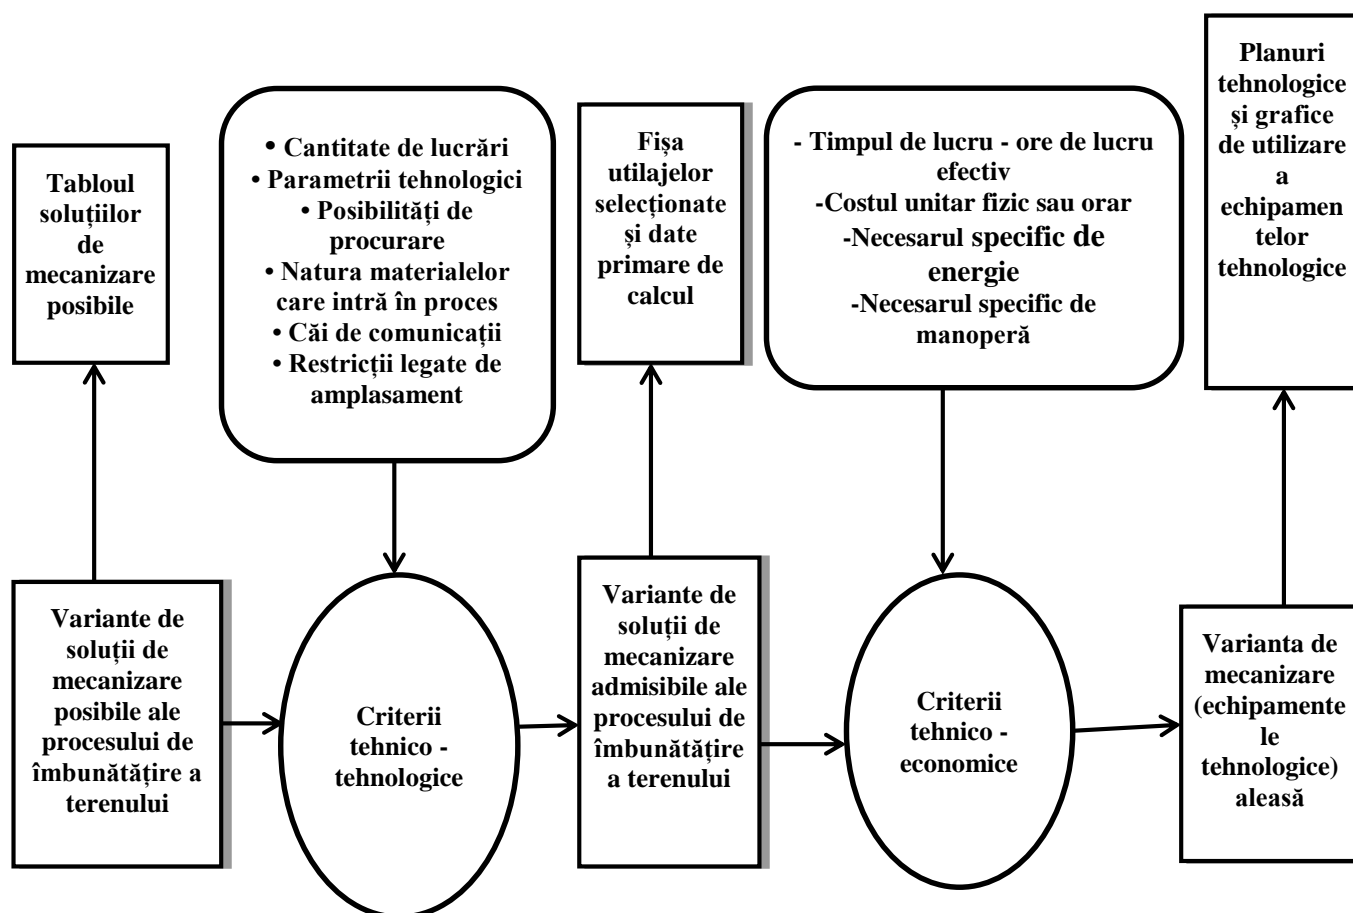 Tabloul
soluțiilor
de
mecanizare
posibile
• Cantitate de lucrări
• Parametrii tehnologici
• Posibilități de
procurare
• Natura materialelor
care intră în proces
• Căi de comunicații
• Restricții legate de
amplasament
Fișa
utilajelor
selecționate
și date
primare de
calcul
- Timpul de lucru - ore de lucru
efectiv
-Costul unitar fizic sau orar
-Necesarul specific de
energie
-Necesarul specific de
manoperă
Planuri
tehnologice
și grafice
de utilizare
a
echipamen
telor
tehnologice
Variante de
soluții de
mecanizare
posibile ale
procesului de
îmbunătățire a
terenului
Criterii
tehnico -
tehnologice
Variante de
soluții de
mecanizare
admisibile ale
procesului de
îmbunătățire
a terenului
Criterii
tehnico -
economice
Varianta de
mecanizare
(echipamente
le
tehnologice)
aleasă